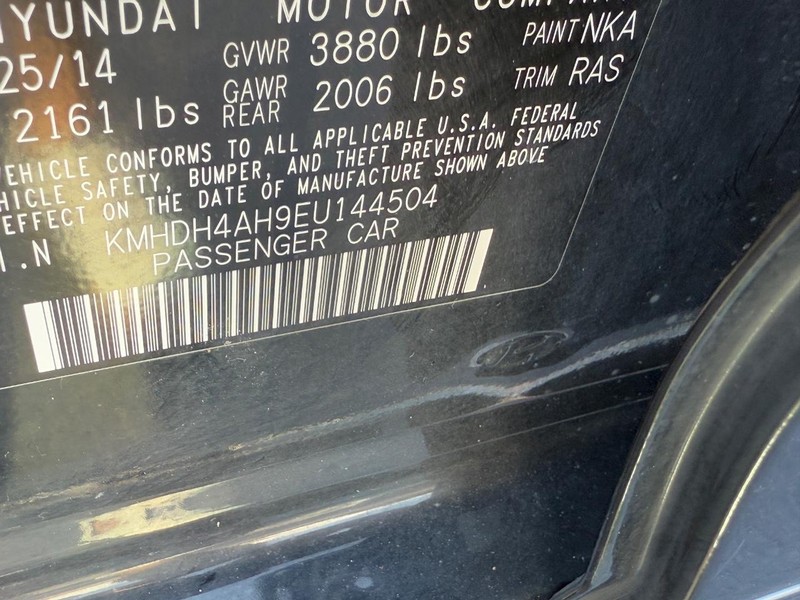 HYUNDAI MOTOR COMPANY
25/14 GVWR 3880 lbs PAINT NKA
2161 lbs GAWR REAR 2006 lbs TRIM RAS
VEHICLE CONFORMS TO ALL APPLICABLE U.S.A. FEDERAL
VEHICLE SAFETY, BUMPER, AND THEFT PREVENTION STANDARDS
EFFECT ON THE DATE OF MANUFACTURE SHOWN ABOVE
I.N KMHDH4AH9EU144504
PASSENGER CAR